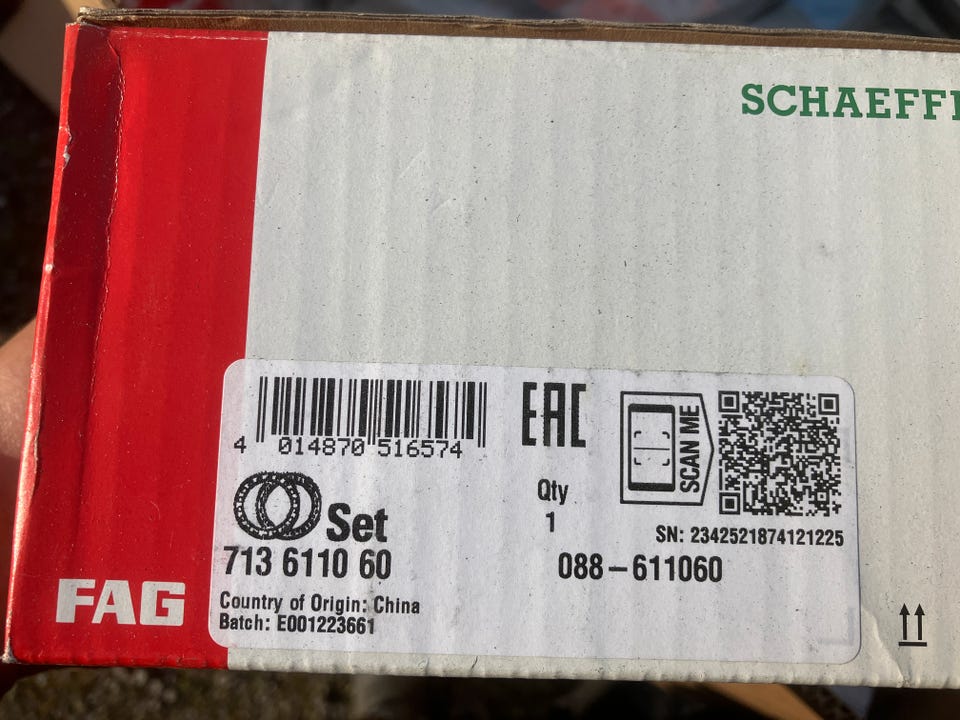 SCHAEFF
4 014870 516574
EAC
SCAN ME
Set
Qty
1
SN: 2342521874121225
713 6110 60
088-611060
Country of Origin: China
Batch: E001223661
FAG